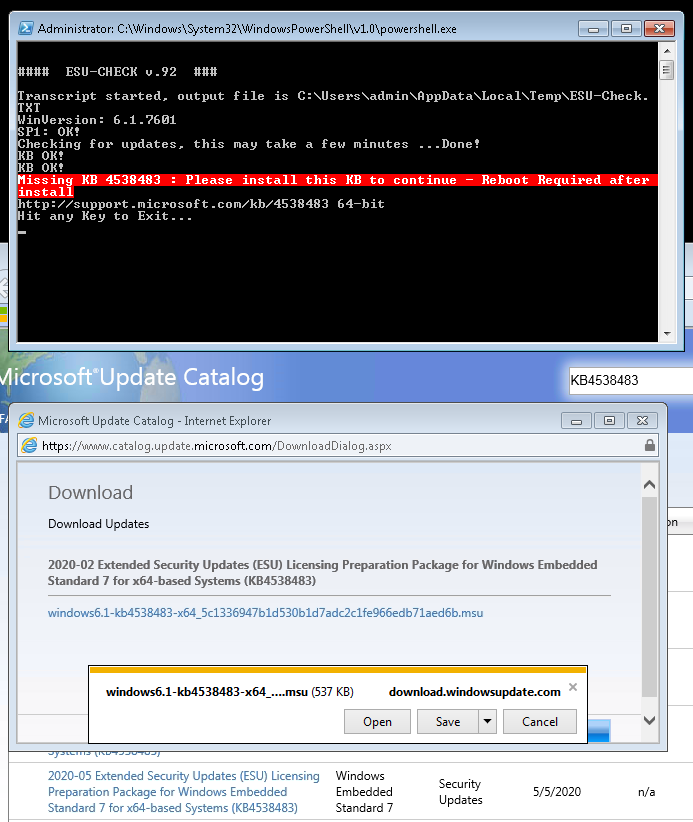 Administrator: C:\Windows\System32\WindowsPowerShell\v1.0\powershell.exe
#### ESU-CHECK v.92 ###
Transcript started, output file is C:\Users\admin\AppData\Local\Temp\ESU-Check.
TXT
WinVersion: 6.1.7601
SP1: OK!
Checking for updates, this may take a few minutes ...Done!
KB OK!
KB OK!
Missing KB 4538483 : Please install this KB to continue - Reboot Required after
install
http://support.microsoft.com/kb/4538483 64-bit
Hit any Key to Exit...
Microsoft®Update Catalog
KB4538483
FA
Microsoft Update Catalog - Internet Explorer
https://www.catalog.update.microsoft.com/DownloadDialog.aspx
Download
Download Updates
on
2020-02 Extended Security Updates (ESU) Licensing Preparation Package for Windows Embedded
Standard 7 for x64-based Systems (KB4538483)
windows6.1-kb4538483-x64_5c1336947b1d530b1d7adc2c1fe966edb71aed6b.msu
windows6.1-kb4538483-x64_....msu (537 KB) download.windowsupdate.com
Open Save Cancel
Systems (KB4538483)
2020-05 Extended Security Updates (ESU) Licensing
Preparation Package for Windows Embedded
Standard 7 for x64-based Systems (KB4538483)
Windows
Embedded
Standard 7
Security
Updates
5/5/2020
n/a